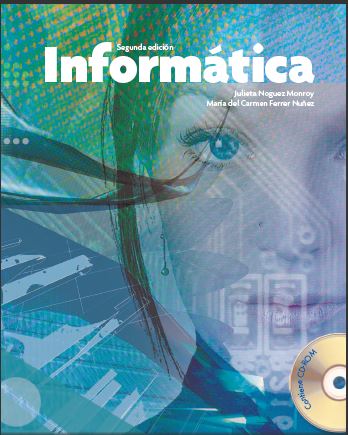 Segunda edición
Informática
Julieta Noguez Monroy
María del Carmen Ferrer Nuñez
Contiene CD-ROM